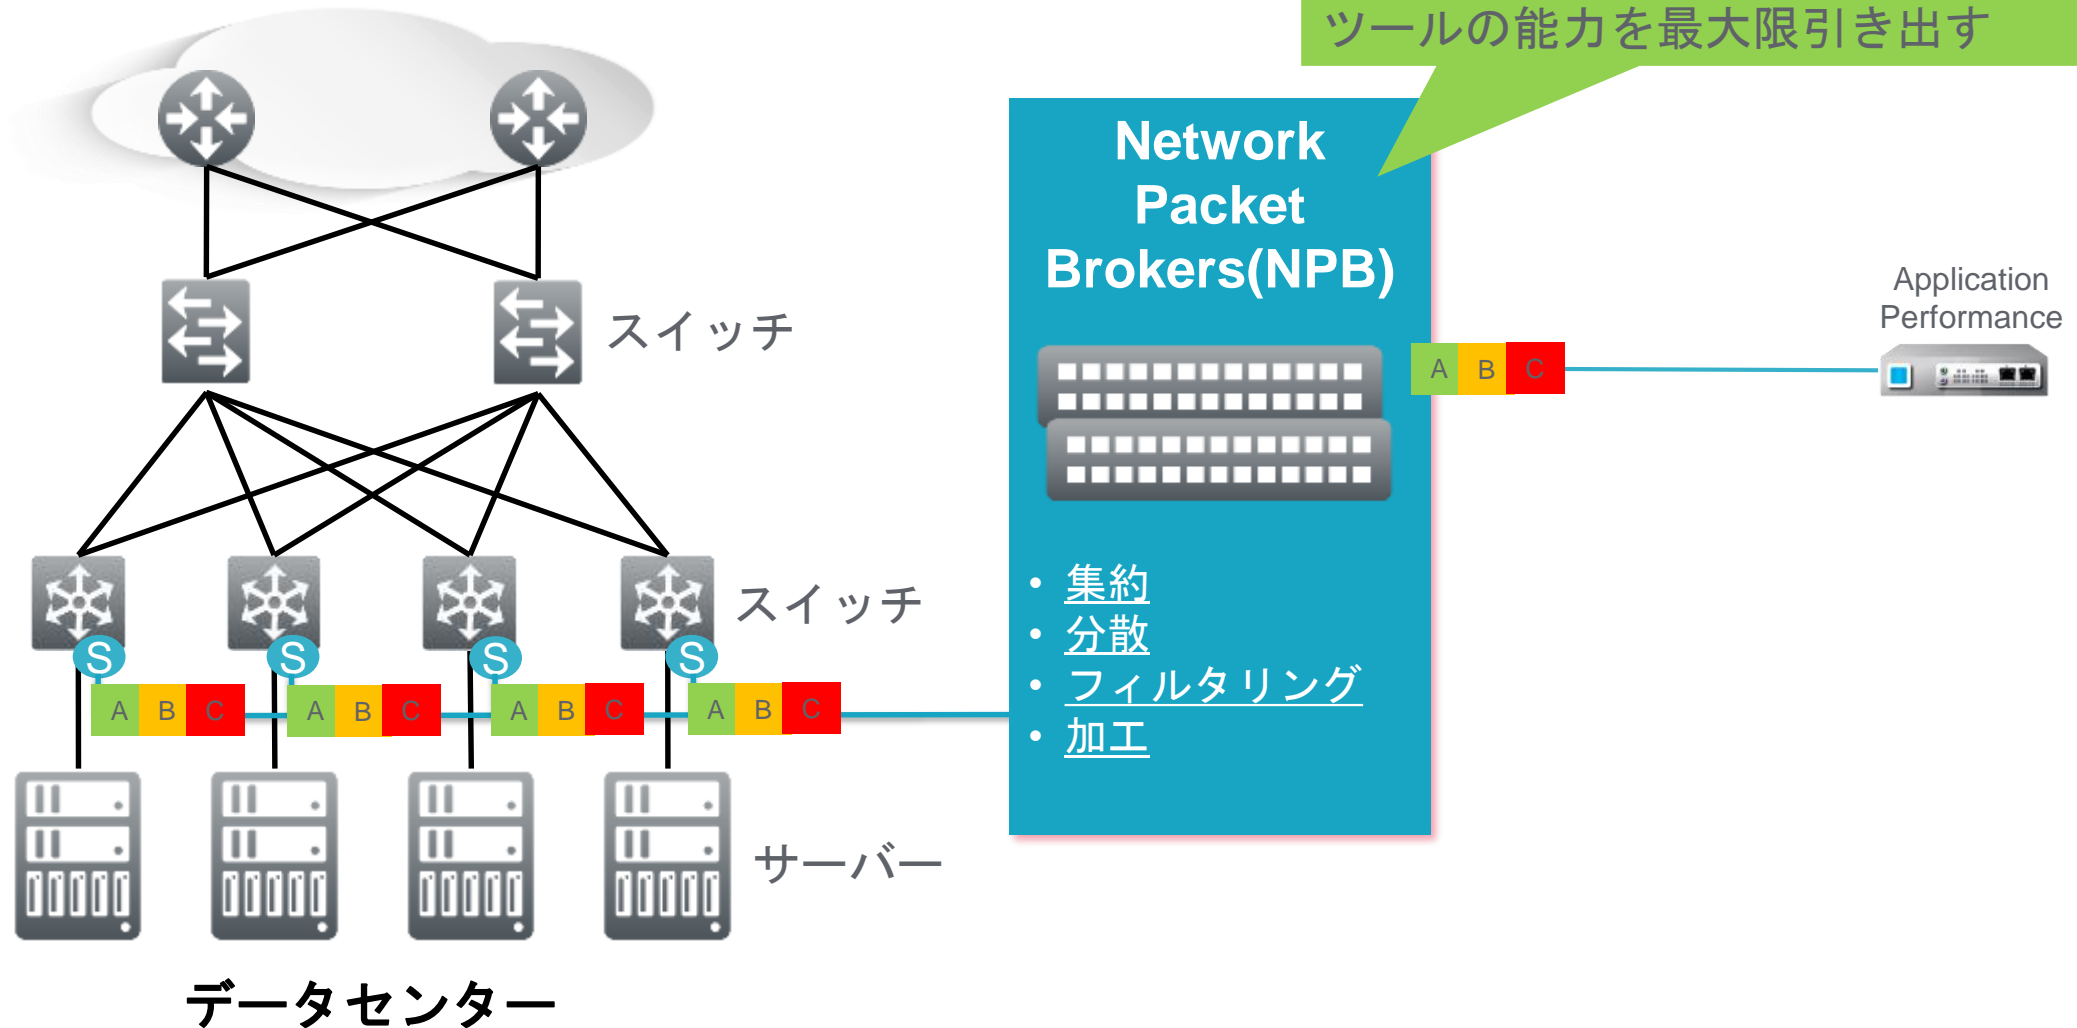 ツールの能力を最大限引き出す
Network
Packet
Brokers(NPB)
Application
Performance
スイッチ
A B C
• 集約
• 分散
• フィルタリング
• 加工
スイッチ
S S S S
A B C A B C A B C A B C
サーバー
データセンター